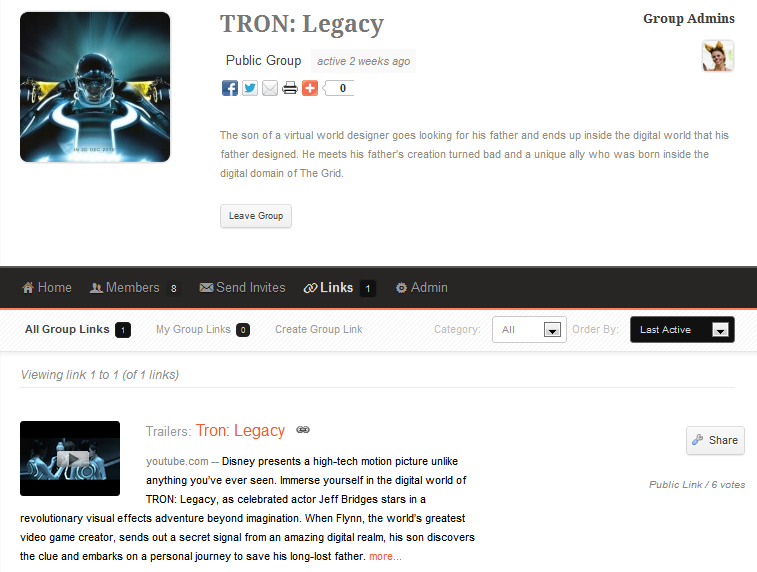 TRON: Legacy
Group Admins
Public Group
active 2 weeks ago
0
IN 3D DEC 2010
The son of a virtual world designer goes looking for his father and ends up inside the digital world that his
father designed. He meets his father's creation turned bad and a unique ally who was born inside the
digital domain of The Grid.
Leave Group
Home Members 8 Send Invites Links 1 Admin
All Group Links 1 My Group Links 0 Create Group Link Category: All Order By: Last Active
Viewing link 1 to 1 (of 1 links)
Trailers: Tron: Legacy
Share
youtube.com -- Disney presents a high-tech motion picture unlike
anything you've ever seen. Immerse yourself in the digital world of
TRON: Legacy, as celebrated actor Jeff Bridges stars in a
revolutionary visual effects adventure beyond imagination. When Flynn, the world's greatest
video game creator, sends out a secret signal from an amazing digital realm, his son discovers
the clue and embarks on a personal journey to save his long-lost father. more...
Public Link / 6 votes